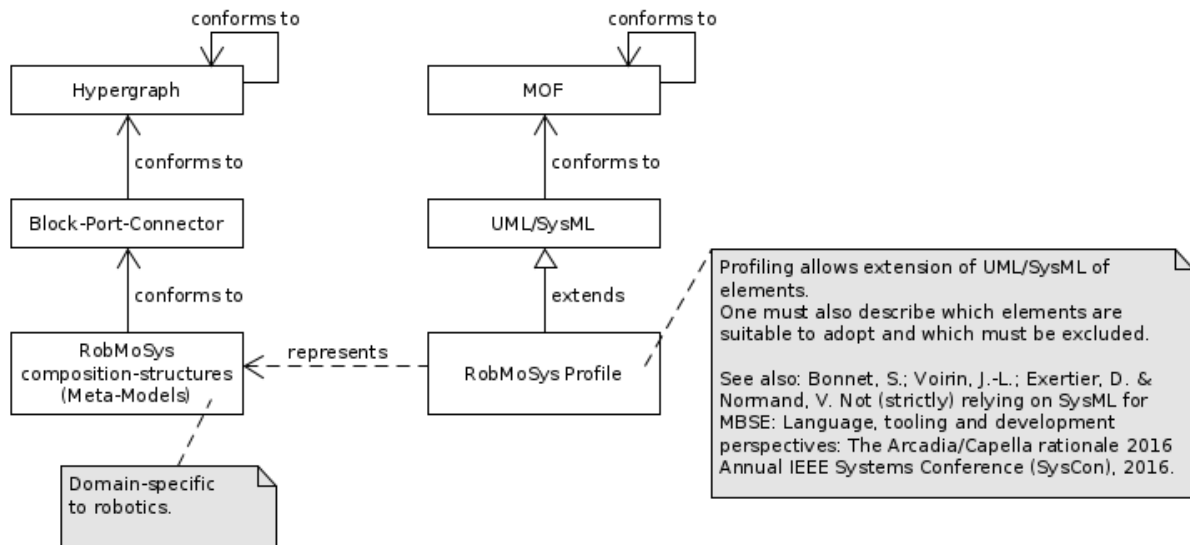 conforms to
conforms to
Hypergraph
MOF
conforms to
conforms to
Block-Port-Connector
UML/SysML
conforms to
extends
RobMoSys
composition-structures
(Meta-Models)
represents
RobMoSys Profile
Domain-specific
to robotics.
Profiling allows extension of UML/SysML of
elements.
One must also describe which elements are
suitable to adopt and which must be excluded.
See also: Bonnet, S.; Voirin, J.-L.; Exertier, D. &
Normand, V. Not (strictly) relying on SysML for
MBSE: Language, tooling and development
perspectives: The Arcadia/Capella rationale 2016
Annual IEEE Systems Conference (SysCon), 2016.